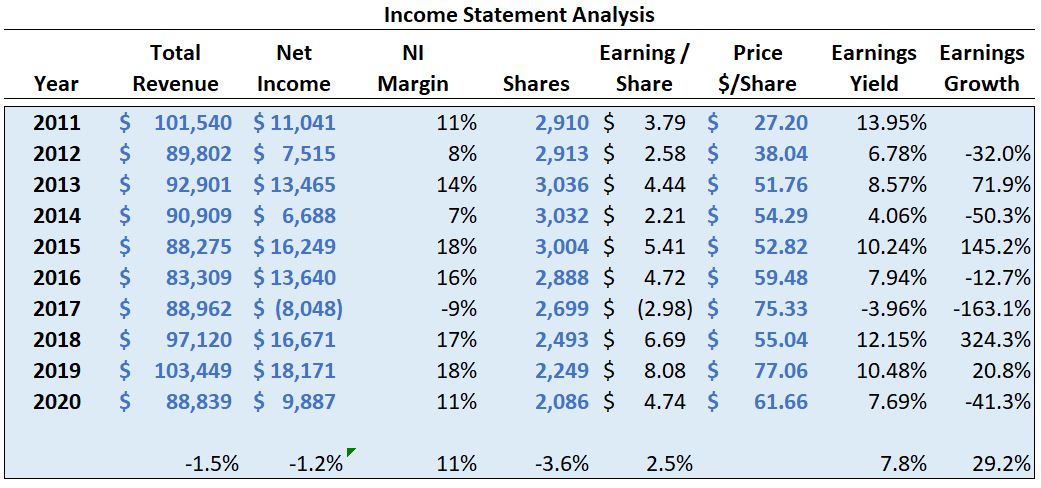 Income Statement Analysis
Total Net NI Earning / Price Earnings Earnings
Year Revenue Income Margin Shares Share $/Share Yield Growth
2011 $ 101,540 $ 11,041 11% 2,910 $ 3.79 $ 27.20 13.95%
2012 $ 89,802 $ 7,515 8% 2,913 $ 2.58 $ 38.04 6.78% -32.0%
2013 $ 92,901 $ 13,465 14% 3,036 $ 4.44 $ 51.76 8.57% 71.9%
2014 $ 90,909 $ 6,688 7% 3,032 $ 2.21 $ 54.29 4.06% -50.3%
2015 $ 88,275 $ 16,249 18% 3,004 $ 5.41 $ 52.82 10.24% 145.2%
2016 $ 83,309 $ 13,640 16% 2,888 $ 4.72 $ 59.48 7.94% -12.7%
2017 $ 88,962 $ (8,048) -9% 2,699 $ (2.98) $ 75.33 -3.96% -163.1%
2018 $ 97,120 $ 16,671 17% 2,493 $ 6.69 $ 55.04 12.15% 324.3%
2019 $ 103,449 $ 18,171 18% 2,249 $ 8.08 $ 77.06 10.48% 20.8%
2020 $ 88,839 $ 9,887 11% 2,086 $ 4.74 $ 61.66 7.69% -41.3%
-1.5% -1.2% 11% -3.6% 2.5% 7.8% 29.2%